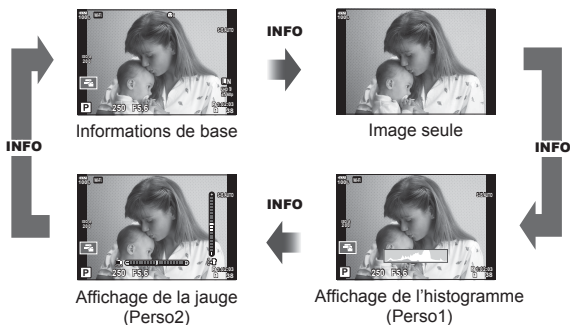 INFO
Informations de base
Image seule
INFO
INFO
P 250 F5.6
INFO
P 250 F5.6
P 250 F5.6
38
Affichage de la jauge
(Perso2)
Affichage de l’histogramme
(Perso1)